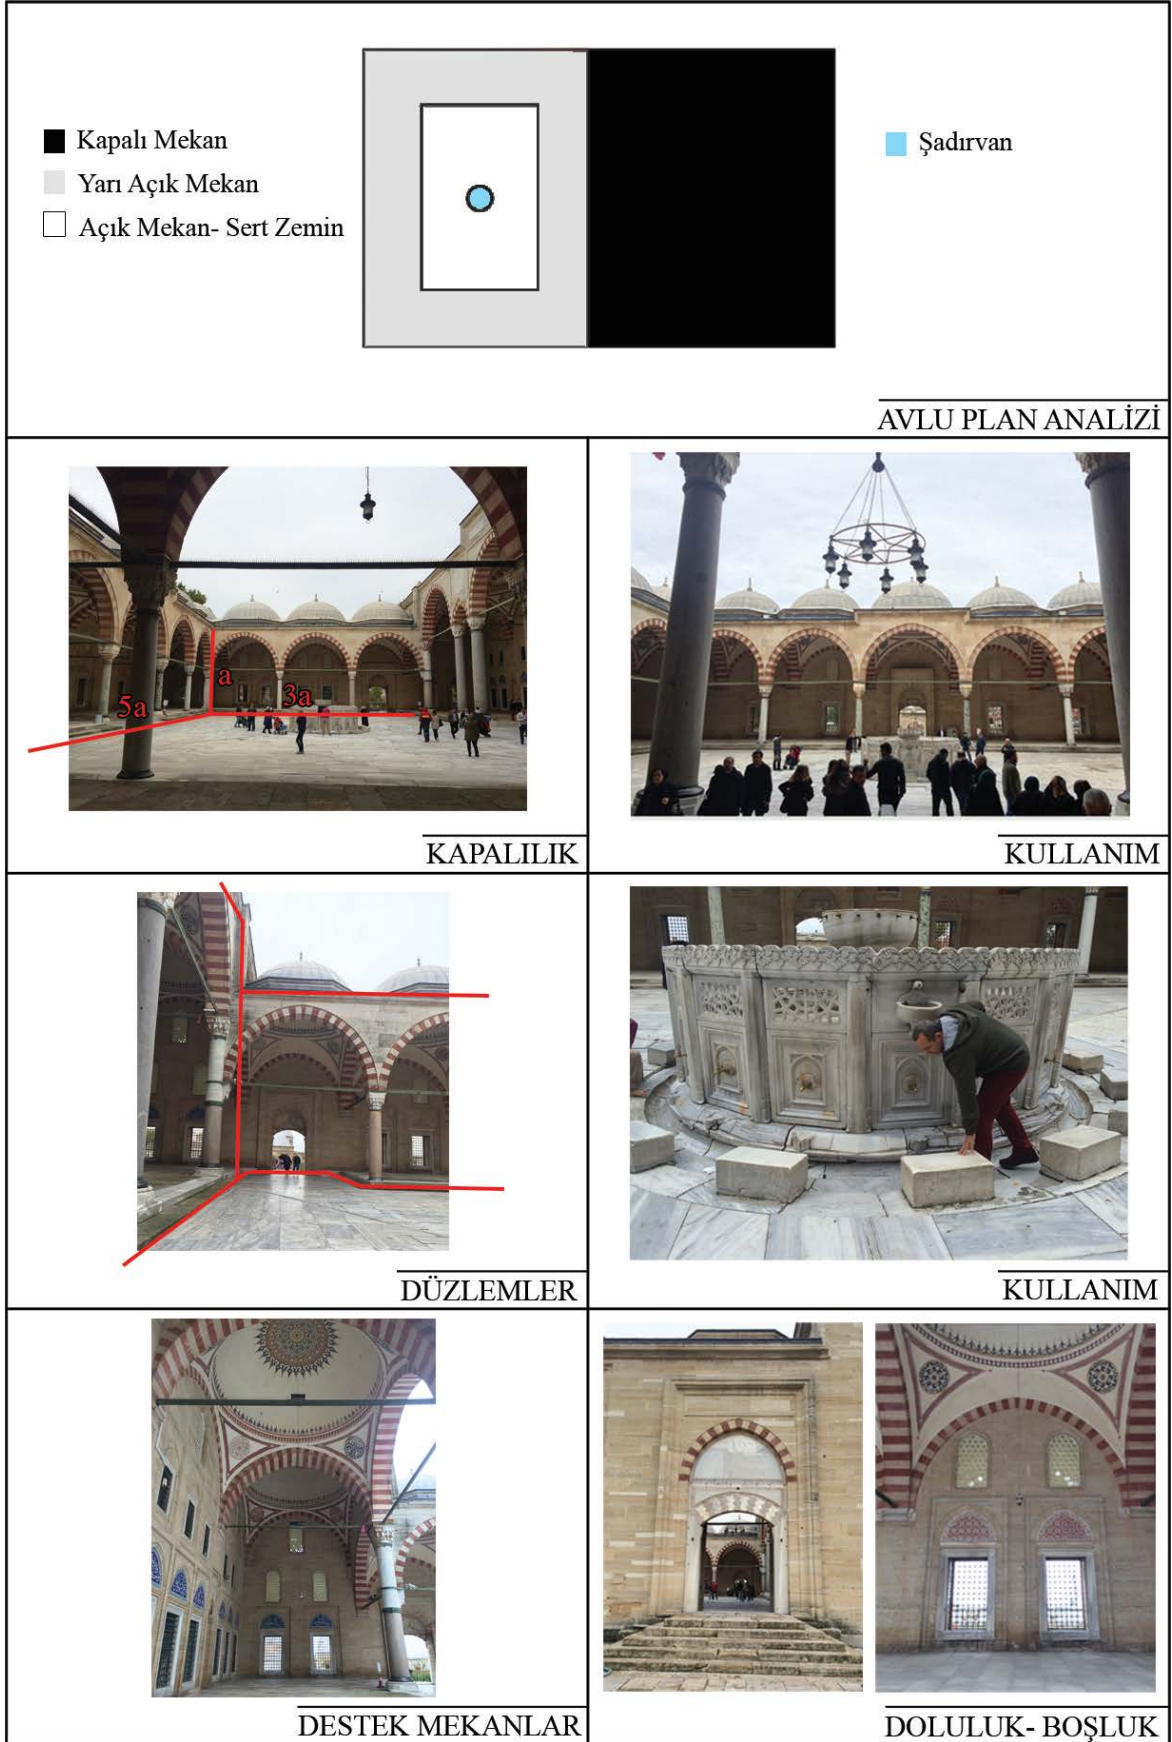 Kapalı Mekan
Yarı Açık Mekan
Açık Mekan- Sert Zemin
Şadırvan
AVLU PLAN ANALİZİ
5a
a
3a
KAPALILIK
KULLANIM
DÜZLEMLER
KULLANIM
DESTEK MEKANLAR
DOLULUK- BOŞLUK